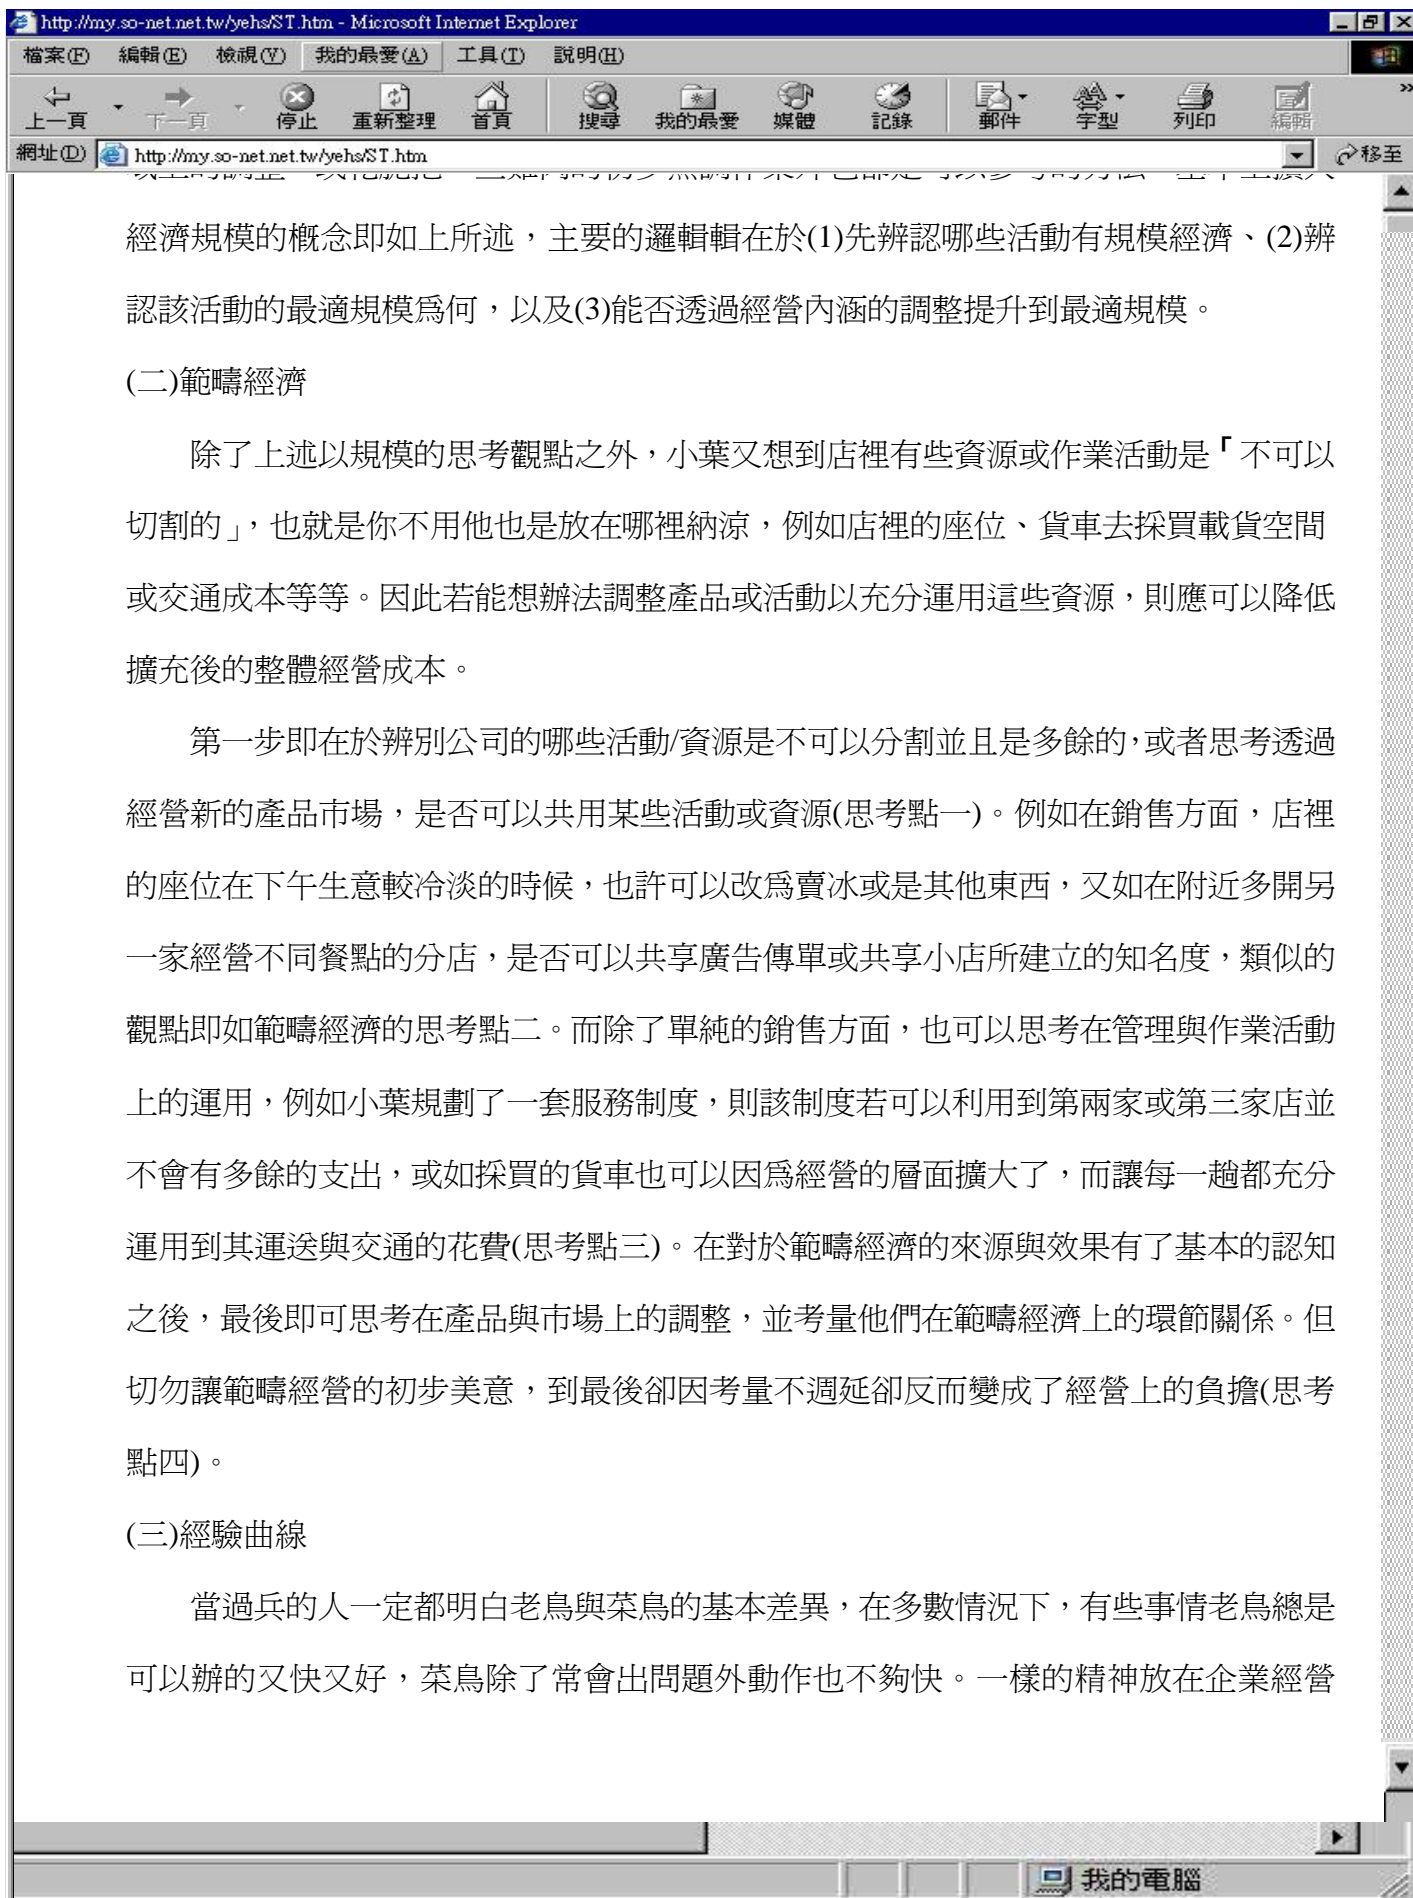 http://my.so-net.net.tw/yehs/ST.htm - Microsoft Internet Explorer
檔案(F) 編輯(E) 檢視(V) 我的最愛(A) 工具(T) 說明(H)
上一頁 下一頁 停止 重新整理 首頁 搜尋 我的最愛 媒體 記錄 郵件 字型 列印 編輯 »
網址(D) http://my.so-net.net.tw/yehs/ST.htm 移至
經濟規模的概念即如上所述，主要的邏輯輯在於(1)先辨認哪些活動有規模經濟、(2)辨
認該活動的最適規模為何，以及(3)能否透過經營內涵的調整提升到最適規模。
(二)範疇經濟
除了上述以規模的思考觀點之外，小葉又想到店裡有些資源或作業活動是「不可以
切割的」，也就是你不用他也是放在哪裡納涼，例如店裡的座位、貨車去採買載貨空間
或交通成本等等。因此若能想辦法調整產品或活動以充分運用這些資源，則應可以降低
擴充後的整體經營成本。
第一步即在於辨別公司的哪些活動/資源是不可以分割並且是多餘的，或者思考透過
經營新的產品市場，是否可以共用某些活動或資源(思考點一)。例如在銷售方面，店裡
的座位在下午生意較冷淡的時候，也許可以改為賣冰或是其他東西，又如在附近多開另
一家經營不同餐點的分店，是否可以共享廣告傳單或共享小店所建立的知名度，類似的
觀點即如範疇經濟的思考點二。而除了單純的銷售方面，也可以思考在管理與作業活動
上的運用，例如小葉規劃了一套服務制度，則該制度若可以利用到第兩家或第三家店並
不會有多餘的支出，或如採買的貨車也可以因為經營的層面擴大了，而讓每一趟都充分
運用到其運送與交通的花費(思考點三)。在對於範疇經濟的來源與效果有了基本的認知
之後，最後即可思考在產品與市場上的調整，並考量他們在範疇經濟上的環節關係。但
切勿讓範疇經營的初步美意，到最後卻因考量不週延卻反而變成了經營上的負擔(思考
點四)。
(三)經驗曲線
當過兵的人一定都明白老鳥與菜鳥的基本差異，在多數情況下，有些事情老鳥總是
可以辦的又快又好，菜鳥除了常會出問題外動作也不夠快。一樣的精神放在企業經營
我的電腦